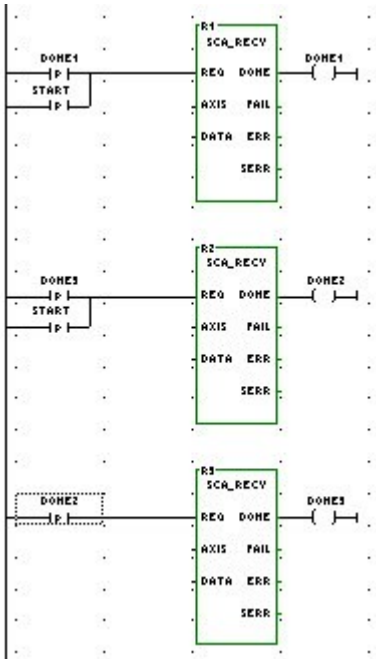 R1
SCA_RECV
DONE1
DONE1
P
REQ DONE
START
P
AXIS FAIL
DATA ERR
SERR
R2
SCA_RECV
DONE3
DONE2
P
REQ DONE
START
P
AXIS FAIL
DATA ERR
SERR
R3
SCA_RECV
DONE2
DONE3
P
REQ DONE
AXIS FAIL
DATA ERR
SERR